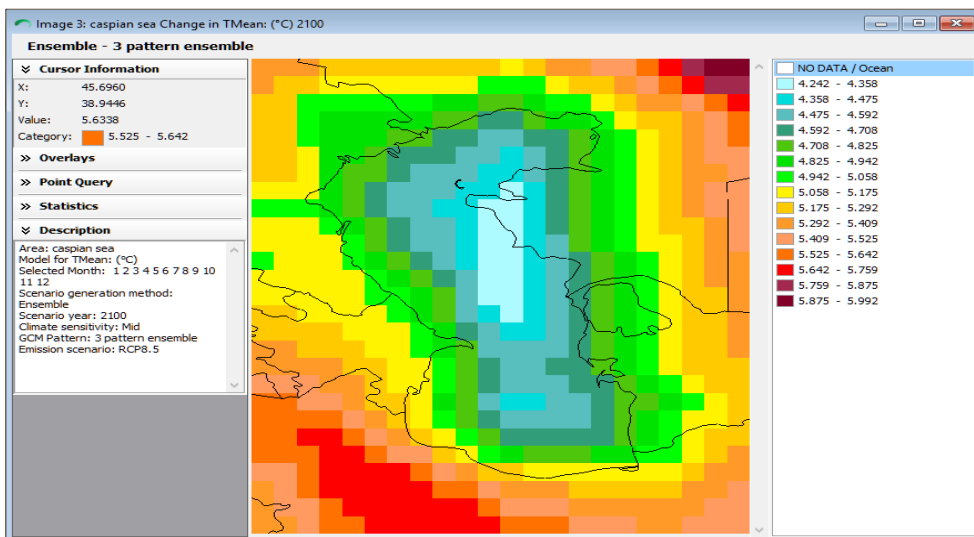 Image 3: caspian sea Change in TMean: (°C) 2100
Ensemble - 3 pattern ensemble
Cursor Information
X: 45.6960
Y: 38.9446
Value: 5.6338
Category: 5.525 - 5.642
Overlays
Point Query
Statistics
Description
Area: caspian sea
Model for TMean: (°C)
Selected Month: 1 2 3 4 5 6 7 8 9 10
11 12
Scenario generation method:
Ensemble
Scenario year: 2100
Climate sensitivity: Mid
GCM Pattern: 3 pattern ensemble
Emission scenario: RCP8.5
NO DATA / Ocean
4.242 - 4.358
4.358 - 4.475
4.475 - 4.592
4.592 - 4.708
4.708 - 4.825
4.825 - 4.942
4.942 - 5.058
5.058 - 5.175
5.175 - 5.292
5.292 - 5.409
5.409 - 5.525
5.525 - 5.642
5.642 - 5.759
5.759 - 5.875
5.875 - 5.992